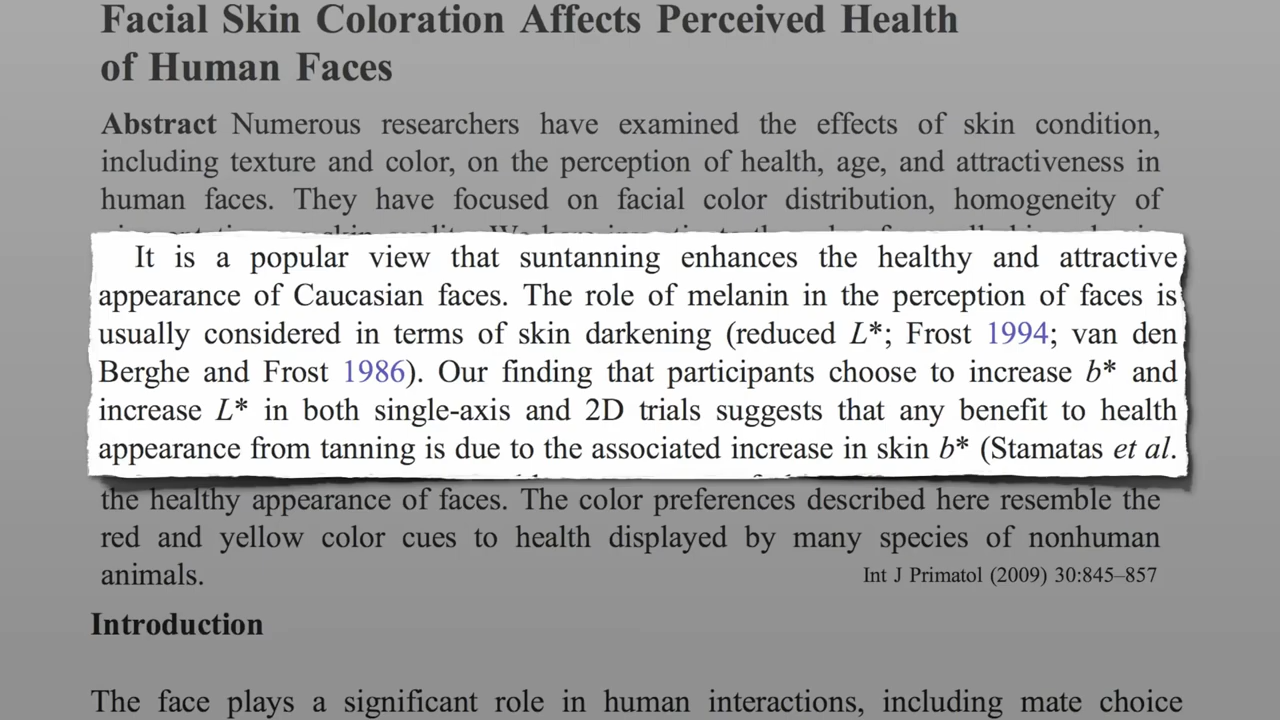 Facial Skin Coloration Affects Perceived Health
of Human Faces
Abstract Numerous researchers have examined the effects of skin condition,
including texture and color, on the perception of health, age, and attractiveness in
human faces. They have focused on facial color distribution, homogeneity of
It is a popular view that suntanning enhances the healthy and attractive
appearance of Caucasian faces. The role of melanin in the perception of faces is
usually considered in terms of skin darkening (reduced L*; Frost 1994; van den
Berghe and Frost 1986). Our finding that participants choose to increase b* and
increase L* in both single-axis and 2D trials suggests that any benefit to health
appearance from tanning is due to the associated increase in skin b* (Stamatas et al.
the healthy appearance of faces. The color preferences described here resemble the
red and yellow color cues to health displayed by many species of nonhuman
animals.
Int J Primatol (2009) 30:845–857
Introduction
The face plays a significant role in human interactions, including mate choice